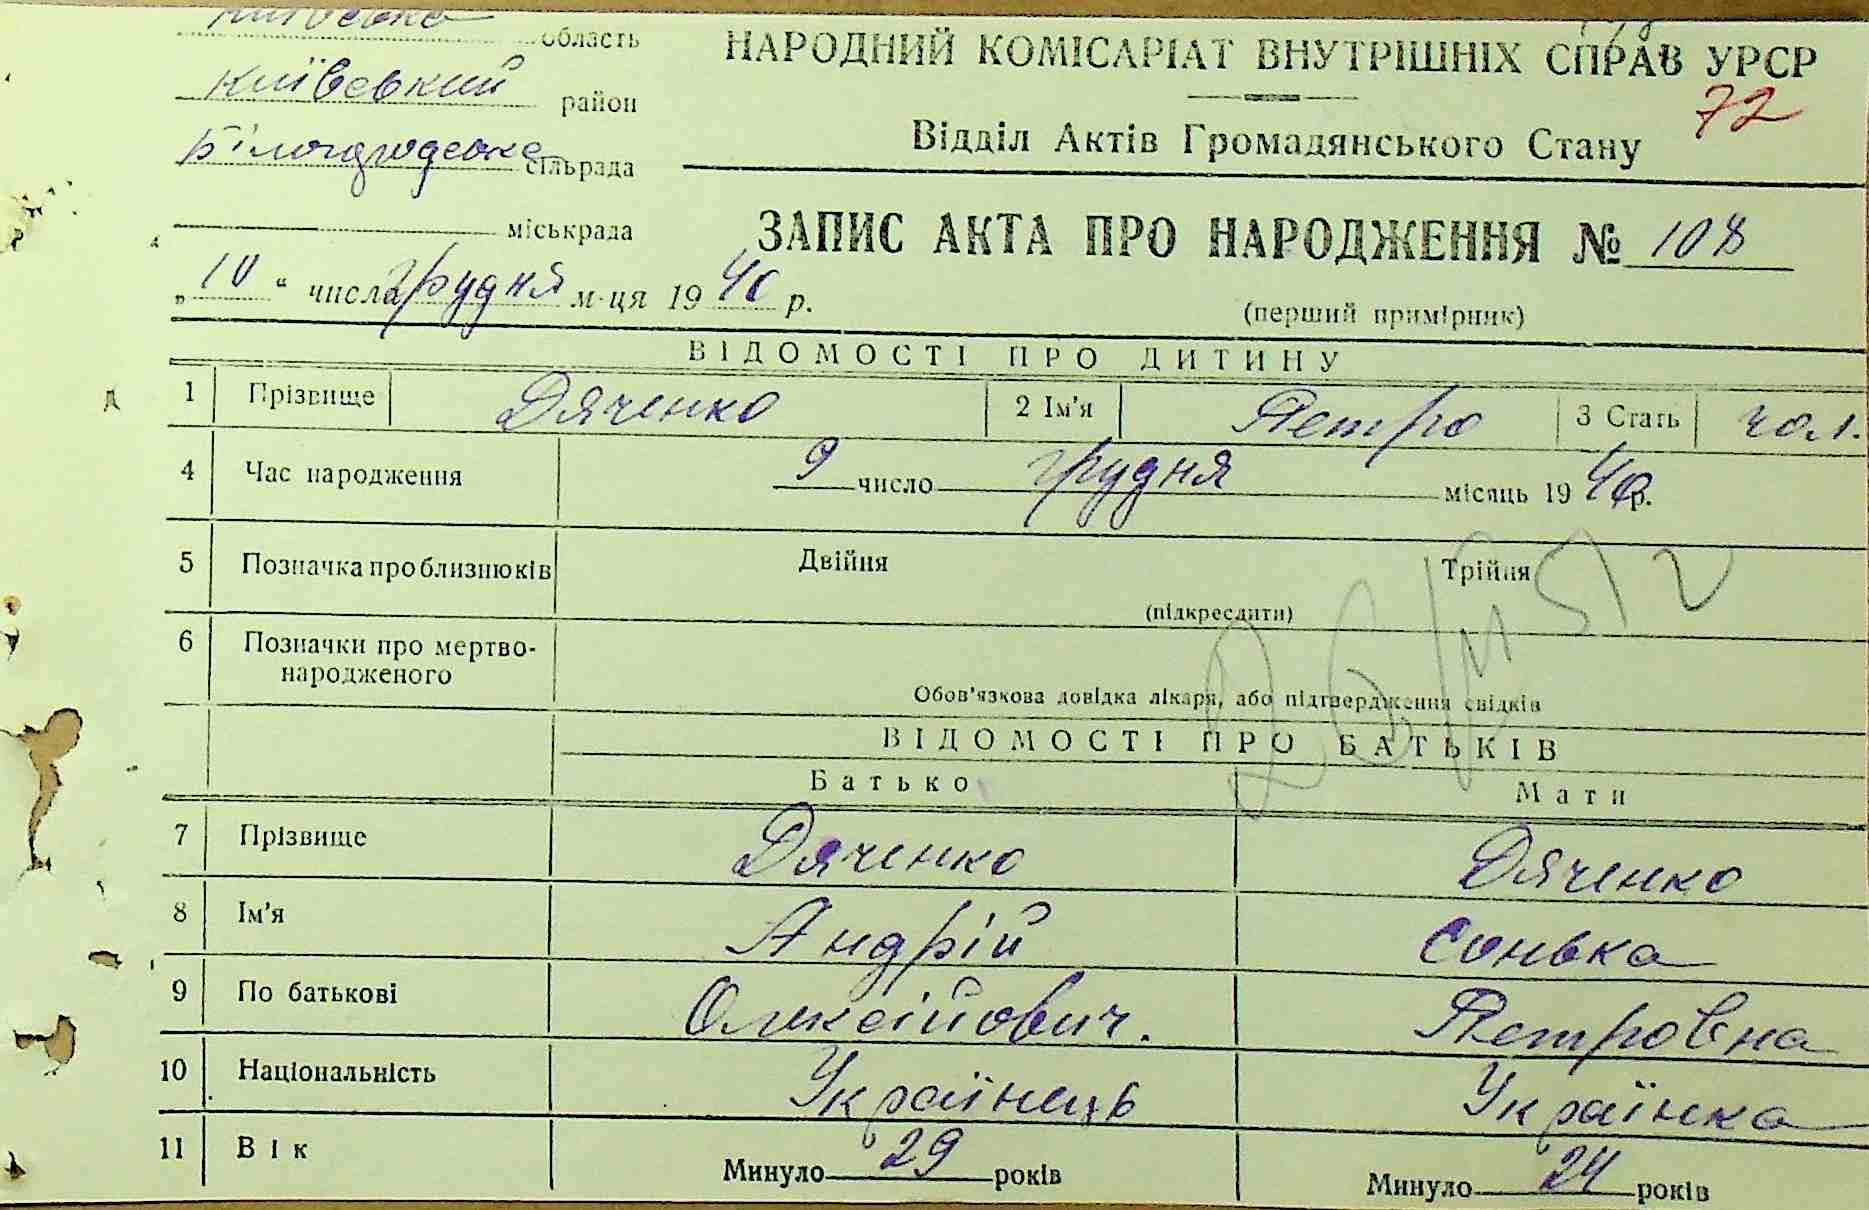 Київська область
Київський район
Білогородська сільрада
міськрада
„10“ числа грудня м-ця 1940 р.
НАРОДНИЙ КОМІСАРІАТ ВНУТРІШНІХ СПРАВ УРСР
72
Відділ Актів Громадянського Стану
ЗАПИС АКТА ПРО НАРОДЖЕННЯ № 108
(перший примірник)
ВІДОМОСТІ ПРО ДИТИНУ
1 Прізвище Дяченко 2 Ім'я Петро 3 Стать чол.
4 Час народження 9 число грудня місяць 1940 р.
5 Позначка про близнюків Двійня Трійня
(підкреслити)
6 Позначки про мертво-
народженого
Обов'язкова довідка лікаря, або підтвердження свідків
ВІДОМОСТІ ПРО БАТЬКІВ
Батько Мати
7 Прізвище Дяченко Дяченко
8 Ім'я Андрій Сонька
9 По батькові Олексійович. Петровна
10 Національність Українець Українка
11 Вік Минуло 29 років Минуло 24 років